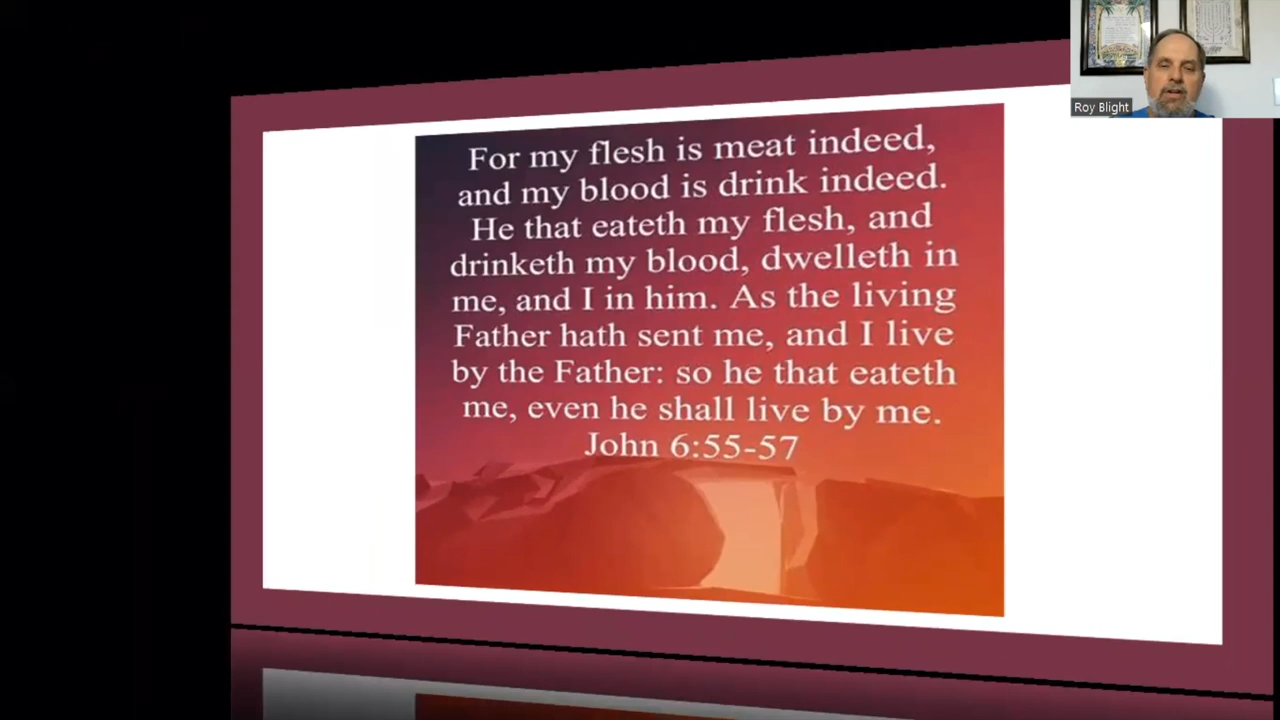 For my flesh is meat indeed,
and my blood is drink indeed.
He that eateth my flesh, and
drinketh my blood, dwelleth in
me, and I in him. As the living
Father hath sent me, and I live
by the Father: so he that eateth
me, even he shall live by me.
John 6:55-57
Roy Blight